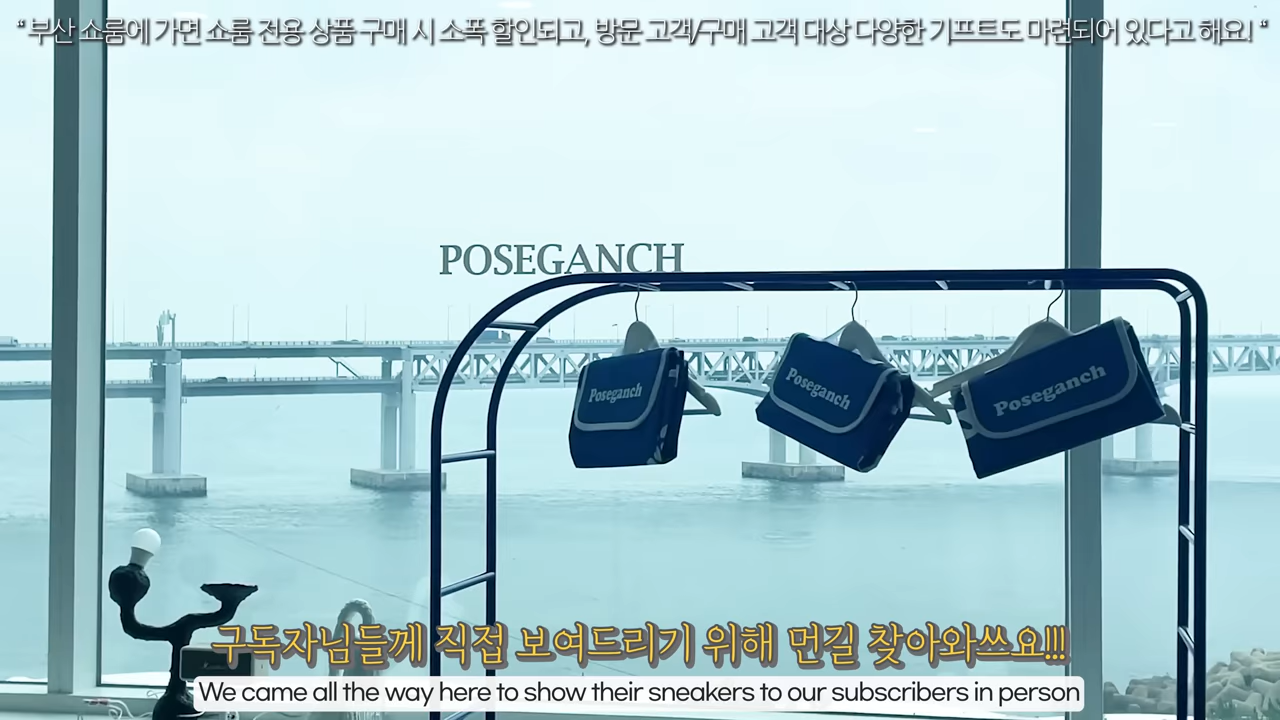 “ 부산 쇼룸에 가면 쇼룸 전용 상품 구매 시 소폭 할인되고, 방문 고객/구매 고객 대상 다양한 기프트도 마련되어 있다고 해요! “
POSEGANCH
Poseganch
Poseganch
Poseganch
구독자님들께 직접 보여드리기 위해 먼길 찾아와쓰요!!!
We came all the way here to show their sneakers to our subscribers in person